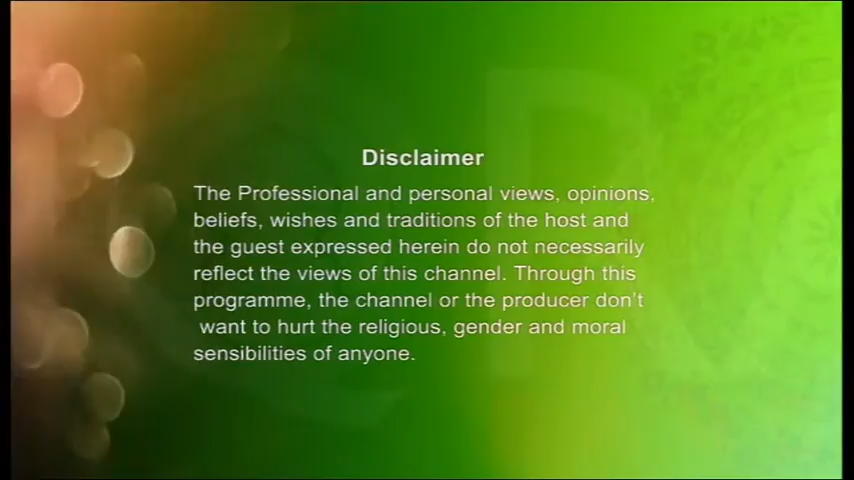 Disclaimer
The Professional and personal views, opinions,
beliefs, wishes and traditions of the host and
the guest expressed herein do not necessarily
reflect the views of this channel. Through this
programme, the channel or the producer don't
want to hurt the religious, gender and moral
sensibilities of anyone.